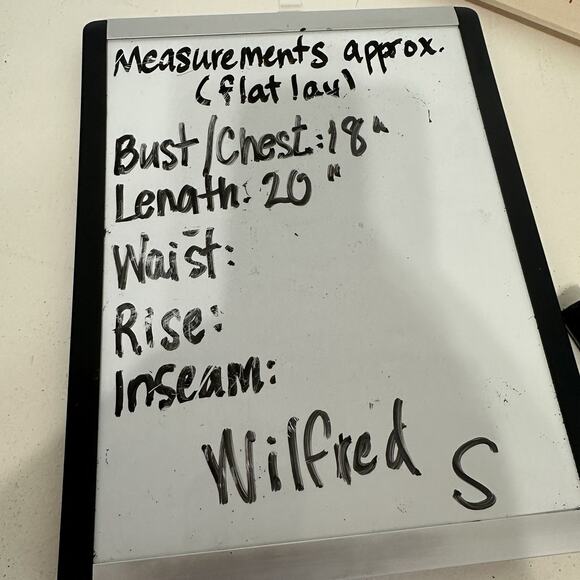 Measurements approx.
(flat lay)
Bust/Chest: 18"
Length: 20"
Waist:
Rise:
Inseam:
Wilfred S